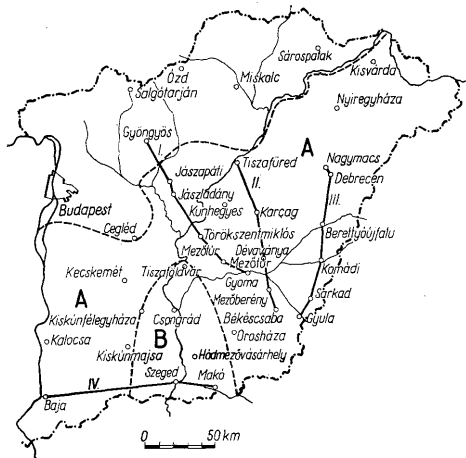 Sárospatak
Ózd
Kisvárda
Miskolc
Salgótarján
Nyiregyháza
Gyöngyös
A
I.
Tiszafüred
Nagymacs
Jászapáti
II.
Debrecen
Jászladány
III.
Budapest
Kunhegyes
Karcag
Cegléd
Törökszentmiklós
Berettyóújfalu
Mezőtúr
Dévaványa
Mezőtúr
Tiszaföldvár
Komádi
Kecskemét
Gyoma
A
Mezőberény
Sarkad
Kiskúnfélegyháza
Csongrád
Békéscsaba
Gyula
B
Orosháza
Kalocsa
Kiskúnmajsa
Hódmezővásárhely
Szeged
Makó
IV.
Baja
0 50 km